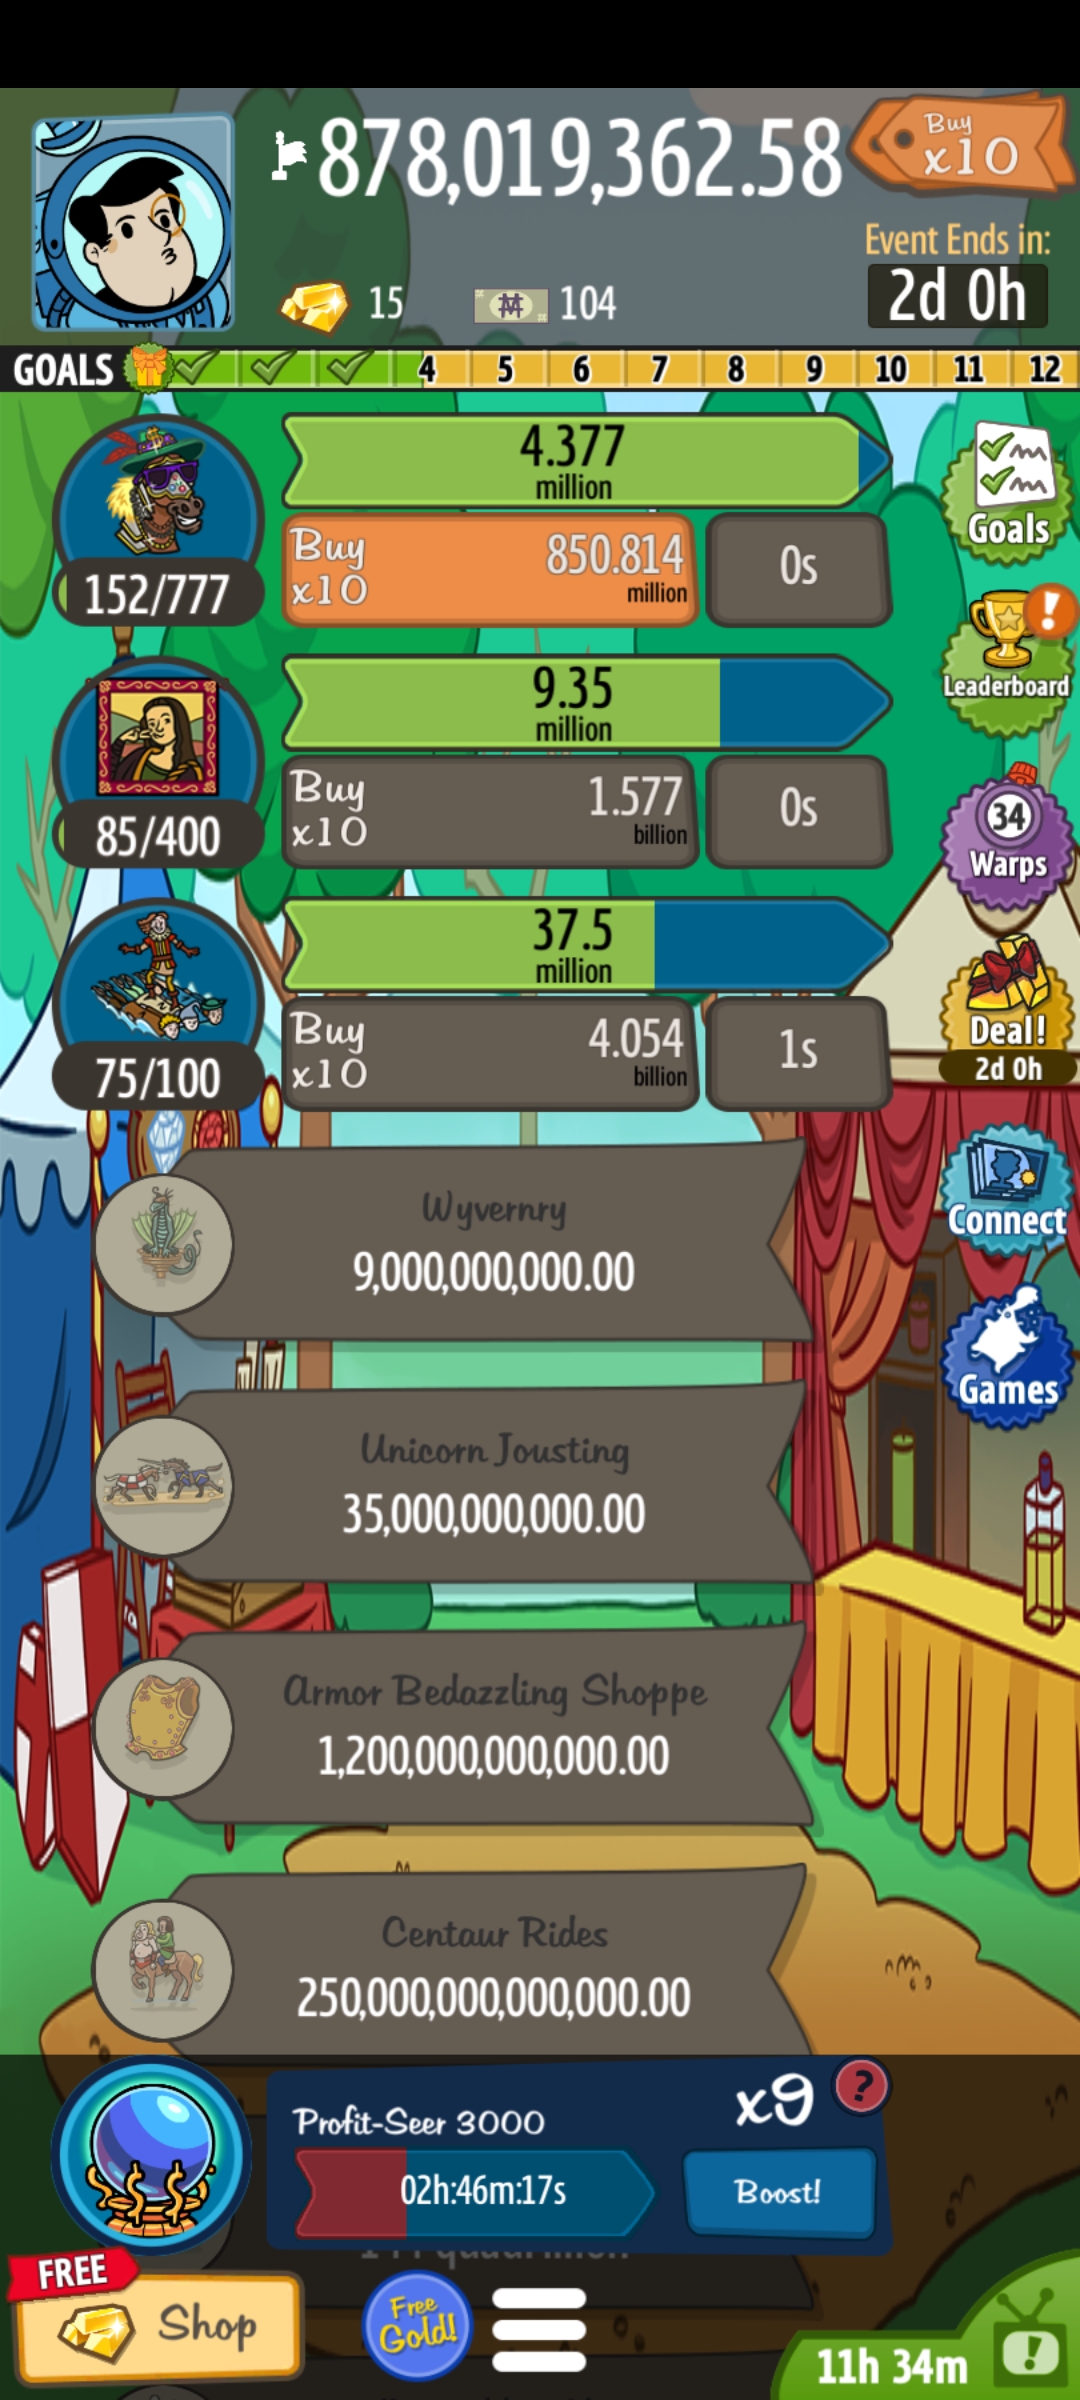 878,019,362.58
Buy
x10
Event Ends in:
2d 0h
15
104
GOALS 4 5 6 7 8 9 10 11 12
4.377
million
Buy
x10
850.814
million
0s
152/777
Goals
9.35
million
Buy
x10
1.577
billion
0s
85/400
Leaderboard
34
Warps
37.5
million
Buy
x10
4.054
billion
1s
75/100
Deal!
2d 0h
Wyvernry
9,000,000,000.00
Connect
Unicorn Jousting
35,000,000,000.00
Games
Armor Bedazzling Shoppe
1,200,000,000,000.00
Centaur Rides
250,000,000,000,000.00
Profit-Seer 3000
x9
?
02h:46m:17s
Boost!
FREE
Shop
Free
Gold!
11h 34m